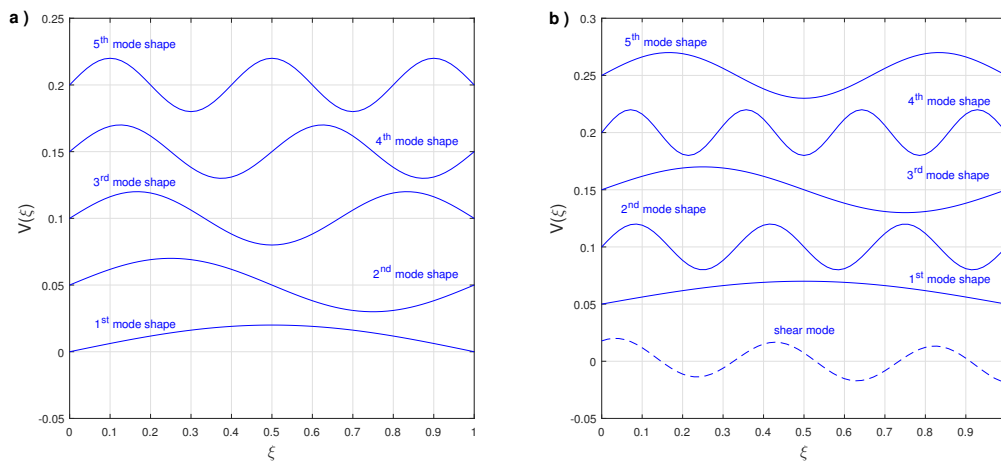 a )
0.25
0.2
0.15
0.1
0.05
0
-0.05
V(ξ)
5th mode shape
4th mode shape
3rd mode shape
2nd mode shape
1st mode shape
0 0.1 0.2 0.3 0.4 0.5 0.6 0.7 0.8 0.9 1
ξ
b )
0.3
0.25
0.2
0.15
0.1
0.05
0
-0.05
V(ξ)
5th mode shape
4th mode shape
3rd mode shape
2nd mode shape
1st mode shape
shear mode
0 0.1 0.2 0.3 0.4 0.5 0.6 0.7 0.8 0.9
ξ